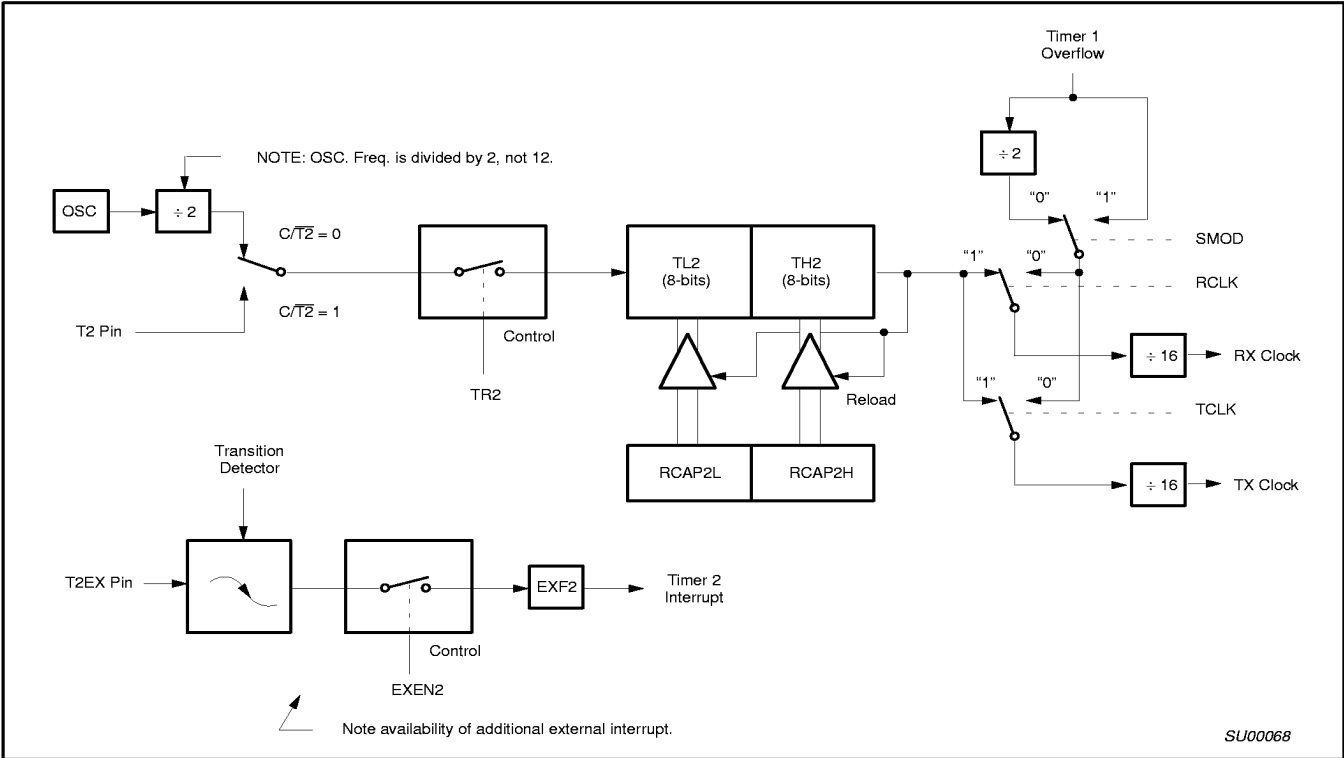 Timer 1
Overflow
÷ 2
NOTE: OSC. Freq. is divided by 2, not 12.
OSC
÷ 2
"0"
"1"
C/T2 = 0
SMOD
TL2
(8-bits)
TH2
(8-bits)
"1"
"0"
RCLK
C/T2 = 1
T2 Pin
Control
÷ 16
RX Clock
TR2
Reload
"1"
"0"
TCLK
Transition
Detector
RCAP2L
RCAP2H
÷ 16
TX Clock
T2EX Pin
EXF2
Timer 2
Interrupt
Control
EXEN2
Note availability of additional external interrupt.
SU00068